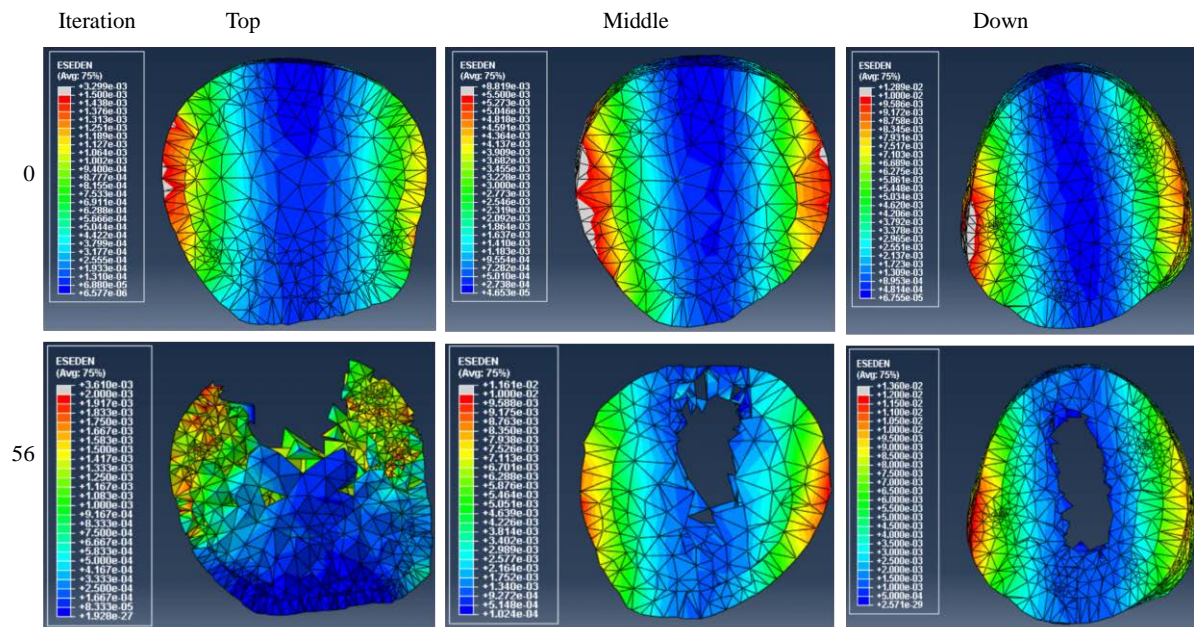 Iteration Top Middle Down
0
ESEDEN
(Avg: 75%)
+3.299e-03
+1.500e-03
+1.438e-03
+1.376e-03
+1.313e-03
+1.251e-03
+1.189e-03
+1.127e-03
+1.064e-03
+1.002e-03
+9.400e-04
+8.777e-04
+8.155e-04
+7.533e-04
+6.911e-04
+6.288e-04
+5.666e-04
+5.044e-04
+4.422e-04
+3.799e-04
+3.177e-04
+2.555e-04
+1.933e-04
+1.310e-04
+6.880e-05
+6.577e-06
ESEDEN
(Avg: 75%)
+8.819e-03
+5.500e-03
+5.273e-03
+5.046e-03
+4.818e-03
+4.591e-03
+4.364e-03
+4.137e-03
+3.909e-03
+3.682e-03
+3.455e-03
+3.228e-03
+3.000e-03
+2.773e-03
+2.546e-03
+2.319e-03
+2.092e-03
+1.864e-03
+1.637e-03
+1.410e-03
+1.183e-03
+9.554e-04
+7.282e-04
+5.010e-04
+2.738e-04
+4.653e-05
ESEDEN
(Avg: 75%)
+1.289e-02
+1.000e-02
+9.586e-03
+9.172e-03
+8.758e-03
+8.345e-03
+7.931e-03
+7.517e-03
+7.103e-03
+6.689e-03
+6.275e-03
+5.861e-03
+5.448e-03
+5.034e-03
+4.620e-03
+4.206e-03
+3.792e-03
+3.378e-03
+2.965e-03
+2.551e-03
+2.137e-03
+1.723e-03
+1.309e-03
+8.953e-04
+4.814e-04
+6.755e-05
56
ESEDEN
(Avg: 75%)
+3.610e-03
+2.000e-03
+1.917e-03
+1.833e-03
+1.750e-03
+1.667e-03
+1.583e-03
+1.500e-03
+1.417e-03
+1.333e-03
+1.250e-03
+1.167e-03
+1.083e-03
+1.000e-03
+9.167e-04
+8.333e-04
+7.500e-04
+6.667e-04
+5.833e-04
+5.000e-04
+4.167e-04
+3.333e-04
+2.500e-04
+1.667e-04
+8.333e-05
+1.928e-27
ESEDEN
(Avg: 75%)
+1.161e-02
+1.000e-02
+9.588e-03
+9.175e-03
+8.763e-03
+8.350e-03
+7.938e-03
+7.526e-03
+7.113e-03
+6.701e-03
+6.288e-03
+5.876e-03
+5.464e-03
+5.051e-03
+4.639e-03
+4.226e-03
+3.814e-03
+3.402e-03
+2.989e-03
+2.577e-03
+2.164e-03
+1.752e-03
+1.340e-03
+9.272e-04
+5.148e-04
+1.024e-04
ESEDEN
(Avg: 75%)
+1.360e-02
+1.200e-02
+1.150e-02
+1.100e-02
+1.050e-02
+1.000e-02
+9.500e-03
+9.000e-03
+8.500e-03
+8.000e-03
+7.500e-03
+7.000e-03
+6.500e-03
+6.000e-03
+5.500e-03
+5.000e-03
+4.500e-03
+4.000e-03
+3.500e-03
+3.000e-03
+2.500e-03
+2.000e-03
+1.500e-03
+1.000e-03
+5.000e-04
+2.571e-29